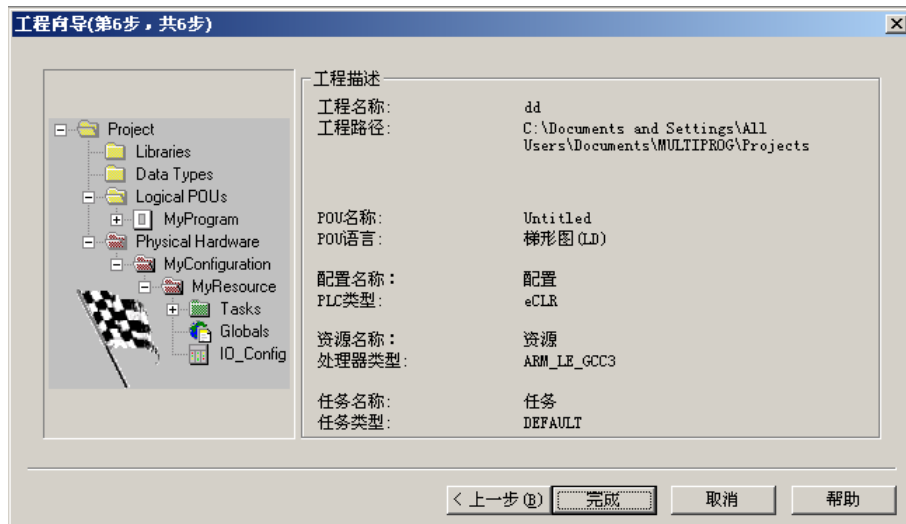 工程向导(第6步，共6步)
Project
Libraries
Data Types
Logical POUs
MyProgram
Physical Hardware
MyConfiguration
MyResource
Tasks
Globals
IO_Config
工程描述
工程名称: dd
工程路径: C:\Documents and Settings\All
Users\Documents\MULTIPROG\Projects
POU名称: Untitled
POU语言: 梯形图(LD)
配置名称： 配置
PLC类型: eCLR
资源名称： 资源
处理器类型: ARM_LE_GCC3
任务名称: 任务
任务类型: DEFAULT
< 上一步(B) 完成 取消 帮助